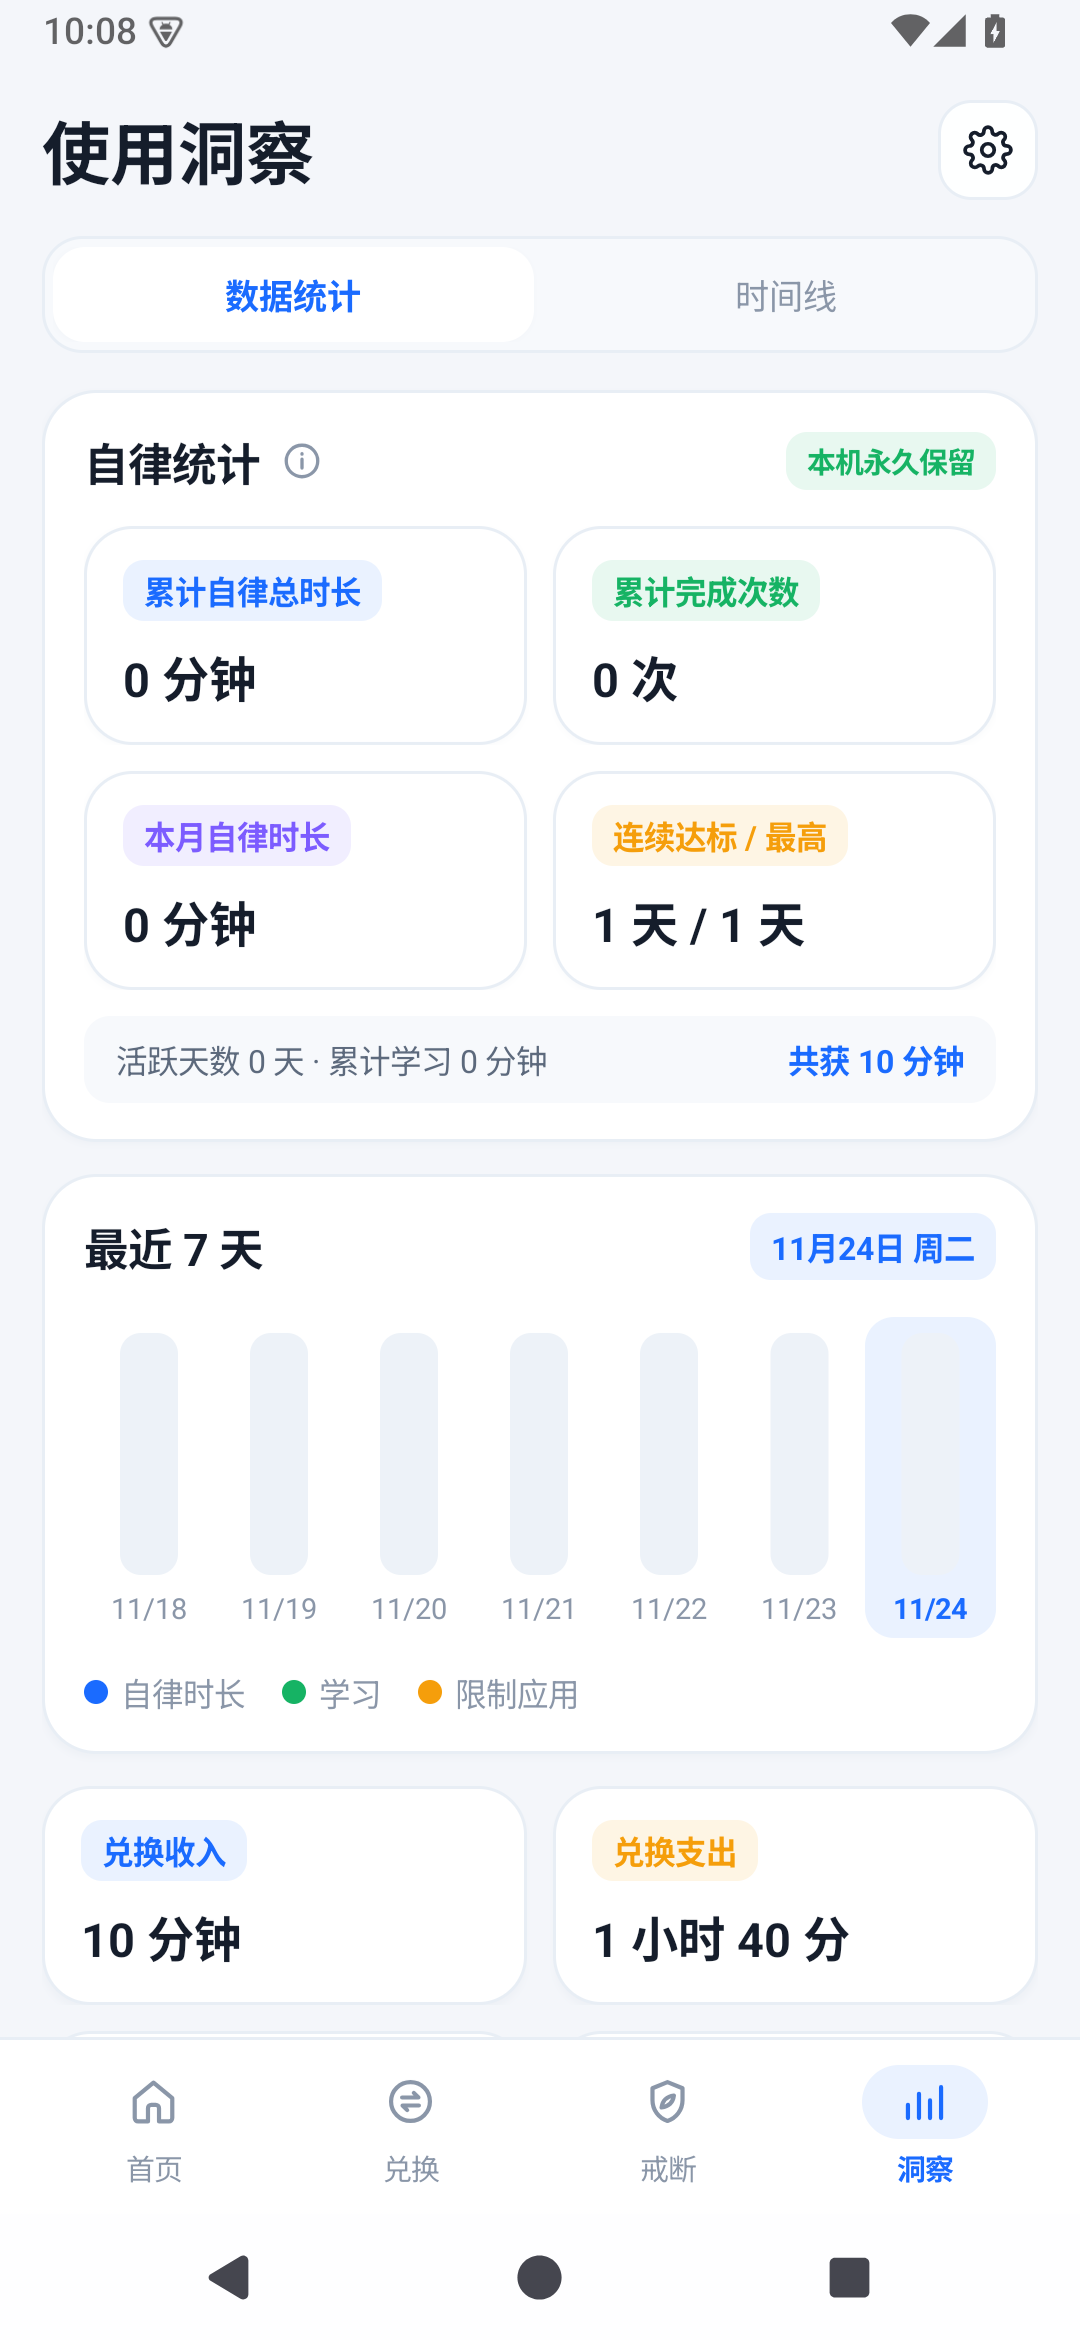 10:08
使用洞察
数据统计
时间线
自律统计
本机永久保留
累计自律总时长
累计完成次数
0 分钟
0 次
本月自律时长
连续达标 / 最高
0 分钟
1 天 / 1 天
活跃天数 0 天 · 累计学习 0 分钟
共获 10 分钟
最近 7 天
11月24日 周二
11/18
11/19
11/20
11/21
11/22
11/23
11/24
自律时长
学习
限制应用
兑换收入
兑换支出
10 分钟
1 小时 40 分
首页
兑换
戒断
洞察